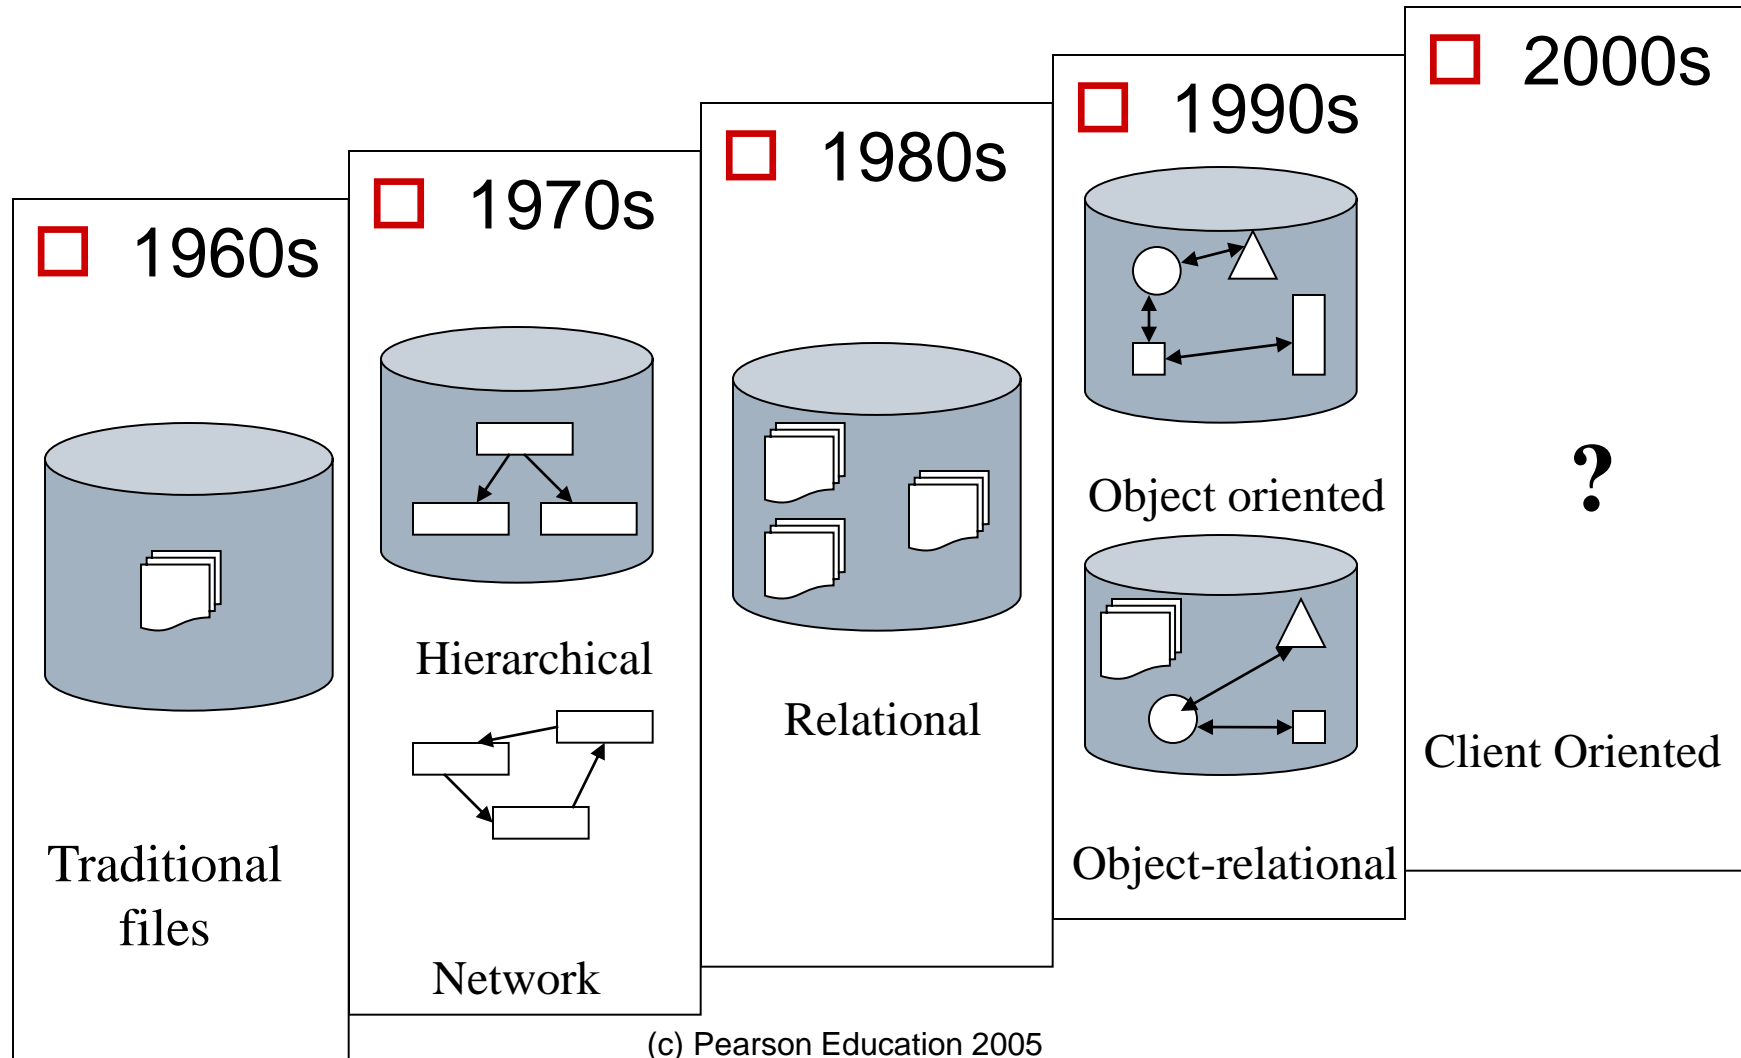 1960s
Traditional
files
1970s
Hierarchical
Network
1980s
Relational
1990s
Object oriented
Object-relational
2000s
?
Client Oriented
(c) Pearson Education 2005